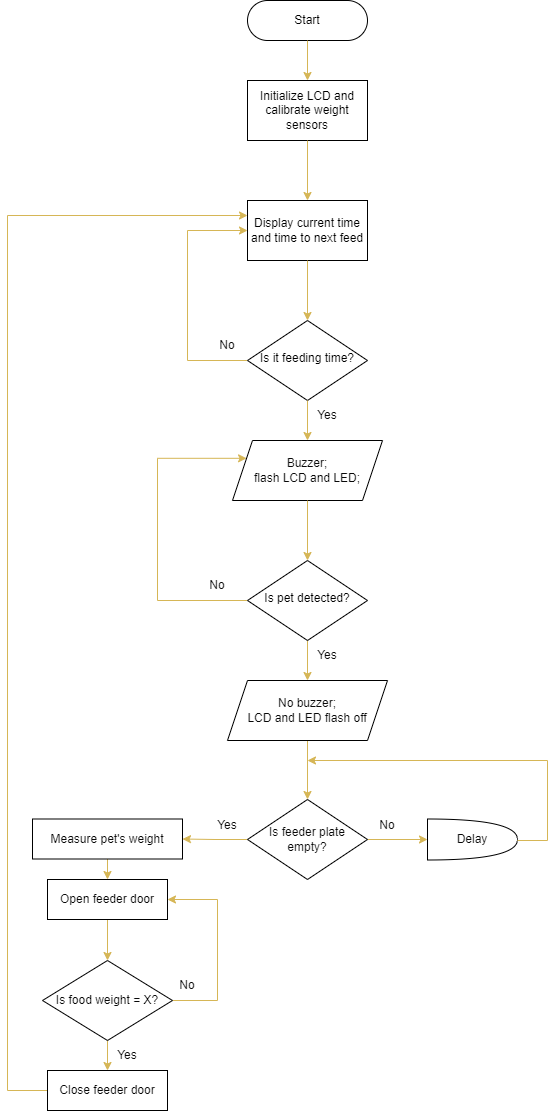 Start
Initialize LCD and
calibrate weight
sensors
Display current time
and time to next feed
Is it feeding time?
No
Yes
Buzzer;
flash LCD and LED;
Is pet detected?
No
Yes
No buzzer;
LCD and LED flash off
Is feeder plate
empty?
Yes
No
Delay
Measure pet's weight
Open feeder door
Is food weight = X?
No
Yes
Close feeder door